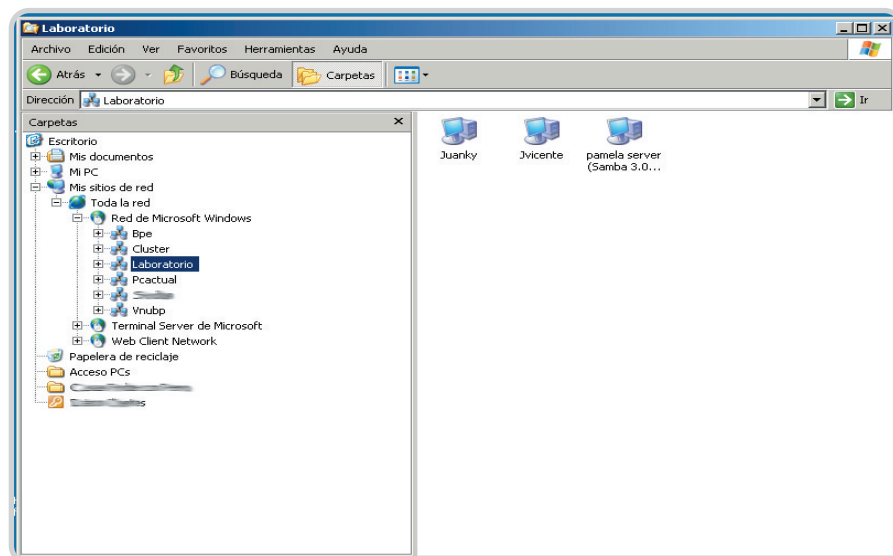 Laboratorio
Archivo Edición Ver Favoritos Herramientas Ayuda
Atrás Búsqueda Carpetas
Dirección Laboratorio Ir
Carpetas
Escritorio
Mis documentos
Mi PC
Mis sitios de red
Toda la red
Red de Microsoft Windows
Bpe
Cluster
Laboratorio
Pcactual
Vnubp
Terminal Server de Microsoft
Web Client Network
Papelera de reciclaje
Acceso PCs
Juanky
Jvicente
pamela server
(Samba 3.0...